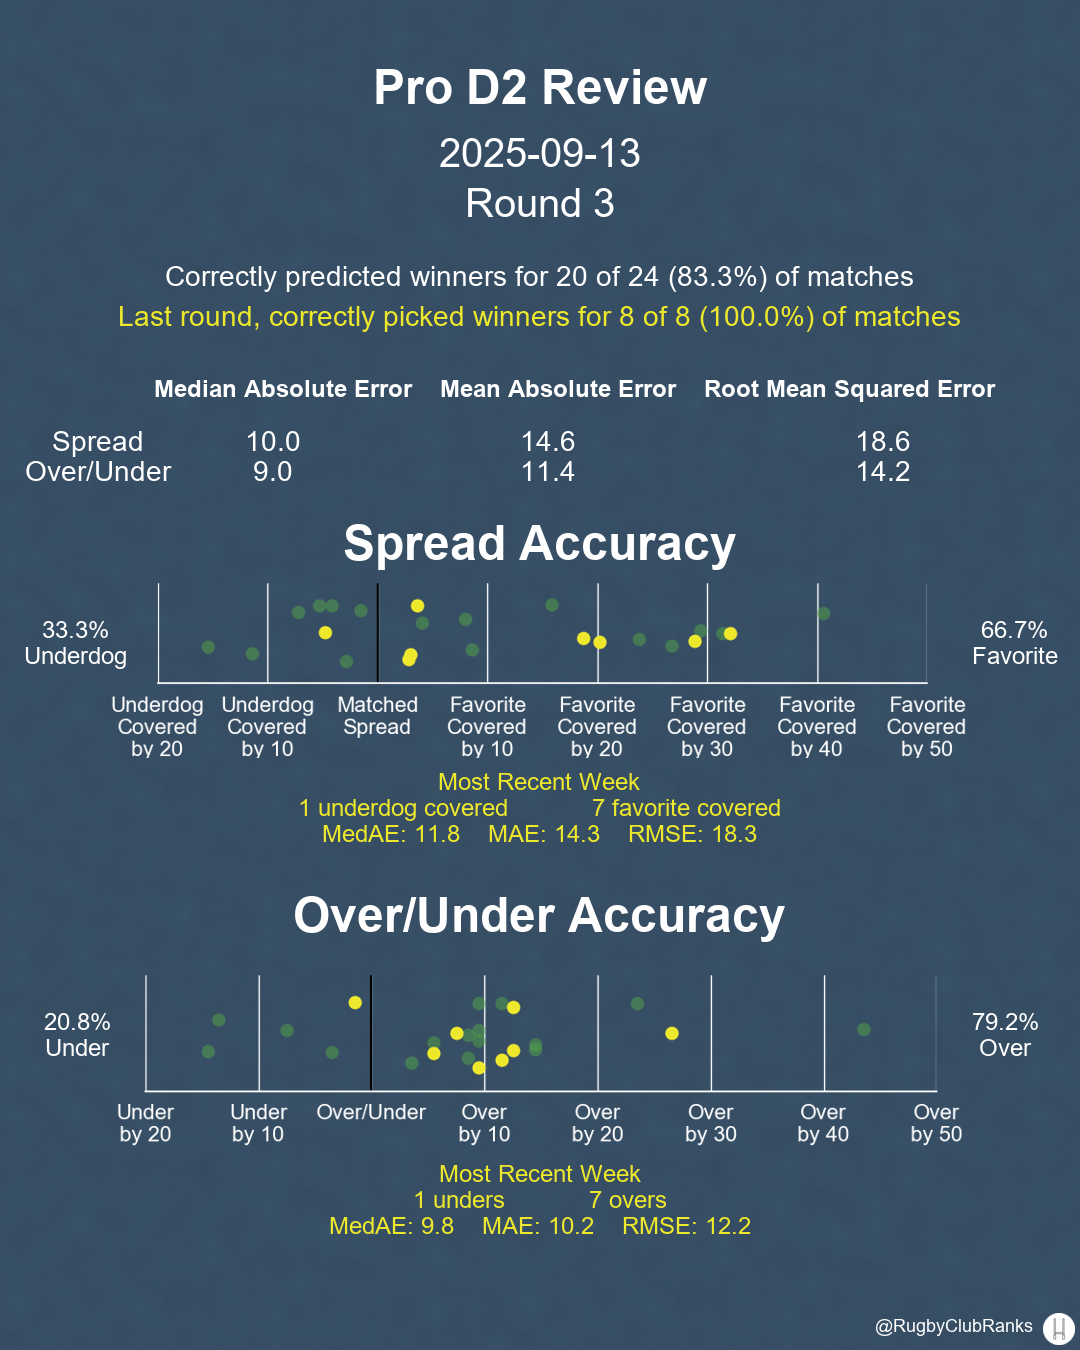 Pro D2 Review
2025-09-13
Round 3
Correctly predicted winners for 20 of 24 (83.3%) of matches
Last round, correctly picked winners for 8 of 8 (100.0%) of matches
Median Absolute Error Mean Absolute Error Root Mean Squared Error
Spread 10.0 14.6 18.6
Over/Under 9.0 11.4 14.2
Spread Accuracy
33.3%
Underdog
66.7%
Favorite
Underdog Underdog Matched Favorite Favorite Favorite Favorite Favorite
Covered Covered Spread Covered Covered Covered Covered Covered
by 20 by 10 by 10 by 20 by 30 by 40 by 50
Most Recent Week
1 underdog covered 7 favorite covered
MedAE: 11.8 MAE: 14.3 RMSE: 18.3
Over/Under Accuracy
20.8%
Under
79.2%
Over
Under Under Over/Under Over Over Over Over Over
by 20 by 10 by 10 by 20 by 30 by 40 by 50
Most Recent Week
1 unders 7 overs
MedAE: 9.8 MAE: 10.2 RMSE: 12.2
@RugbyClubRanks